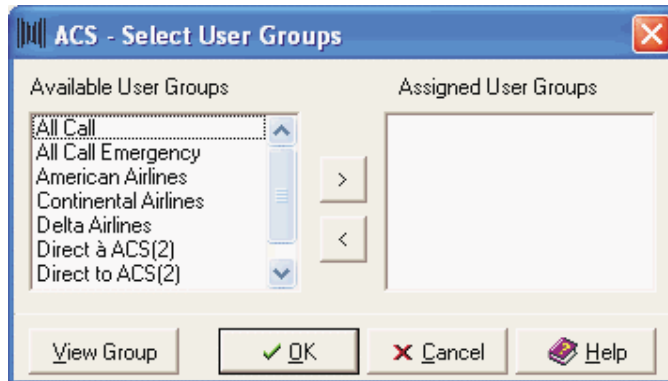 ACS - Select User Groups
Available User Groups
Assigned User Groups
All Call
All Call Emergency
American Airlines
Continental Airlines
Delta Airlines
Direct à ACS(2)
Direct to ACS(2)
>
<
View Group
OK
Cancel
Help